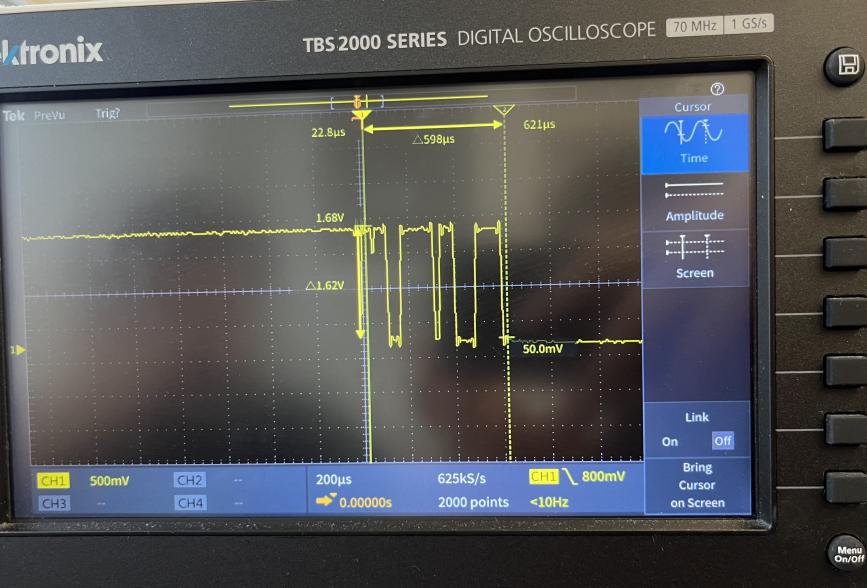 ktronix
TBS 2000 SERIES DIGITAL OSCILLOSCOPE 70 MHz 1 GS/s
Tek PreVu Trig?
22.8µs
△598µs
621µs
1.68V
△1.62V
50.0mV
1
2
Cursor
Time
Amplitude
Screen
Link
On Off
Bring
Cursor
on Screen
CH1 500mV CH2 --
CH3 -- CH4 --
200µs 625kS/s
0.00000s 2000 points
CH1 800mV
<10Hz
Menu
On/Off